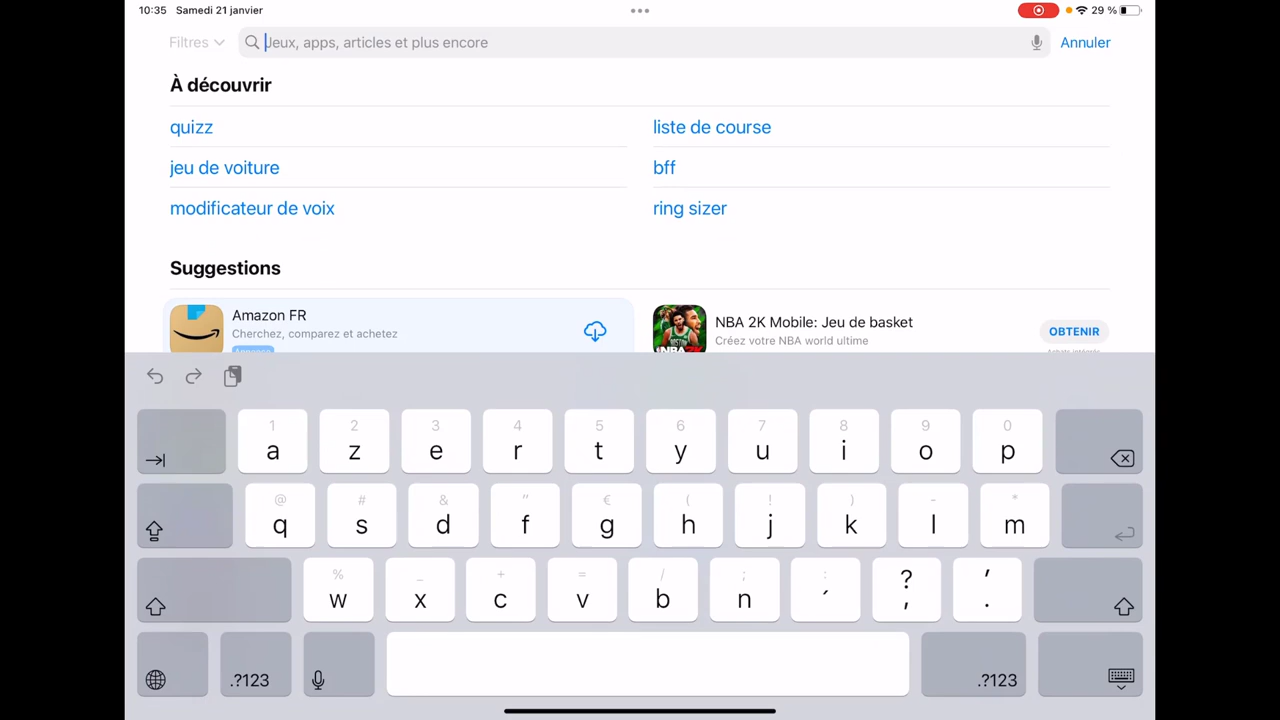 10:35 Samedi 21 janvier
29 %
Filtres
Jeux, apps, articles et plus encore
Annuler
À découvrir
quizz
liste de course
jeu de voiture
bff
modificateur de voix
ring sizer
Suggestions
Amazon FR
Cherchez, comparez et achetez
NBA 2K Mobile: Jeu de basket
Créez votre NBA world ultime
OBTENIR
1 2 3 4 5 6 7 8 9 0
a z e r t y u i o p
@ # & " € ( ! ) - *
q s d f g h j k l m
% _ + = / ; : ? '
w x c v b n ´ , .
.?123 .?123